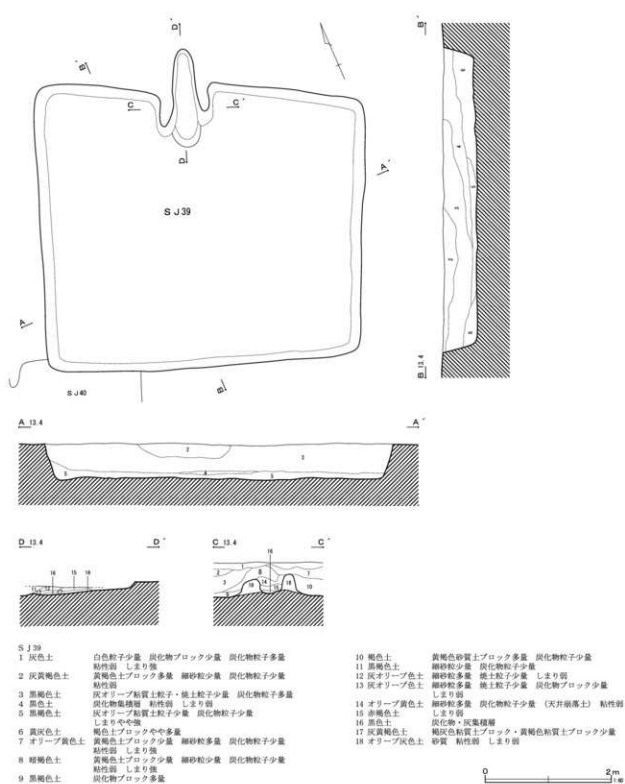 D´
B´
C
C´
D
A´
SJ39
A
B
SJ40
B´
B 13.4
A 13.4
A´
D 13.4
D´
C 13.4
C´
SJ39
1 灰色土 白色粒子少量 炭化物ブロック少量 炭化物粒子多量
粘性弱 しまり強
2 灰黄褐色土 黄褐色土ブロック多量 細砂粒少量 炭化物粒子少量
粘性弱
3 黒褐色土 灰オリーブ粘質土粒子・焼土粒子少量 炭化物粒子多量
4 黒色土 炭化物集積層 粘性弱 しまり弱
5 黒褐色土 灰オリーブ粘質土粒子少量 炭化物粒子少量
しまりやや強
6 黄灰色土 褐色土ブロックやや多量
7 オリーブ黄色土 黄褐色土ブロック少量 細砂粒多量 炭化物粒子少量
粘性弱 しまり強
8 暗褐色土 黄褐色土ブロック少量 細砂粒少量 炭化物粒子少量
粘性弱 しまり強
9 黒褐色土 炭化物ブロック多量
10 褐色土 黄褐色砂質土ブロック多量 炭化物粒子少量
11 黒褐色土 細砂粒少量 炭化物粒子少量
12 灰オリーブ色土 細砂粒多量 焼土粒子少量 しまり弱
13 灰オリーブ色土 細砂粒多量 焼土粒子少量 炭化物ブロック少量
しまり弱
14 オリーブ黄色土 細砂粒多量 炭化物粒子少量 (天井崩落土) 粘性弱
15 赤褐色土 しまり弱
16 黒色土 炭化物・灰集積層
17 灰黄褐色土 褐灰色粘質土ブロック・黄褐色粘質土ブロック少量
18 オリーブ灰色土 砂質 粘性弱 しまり弱
0 2m
1:60